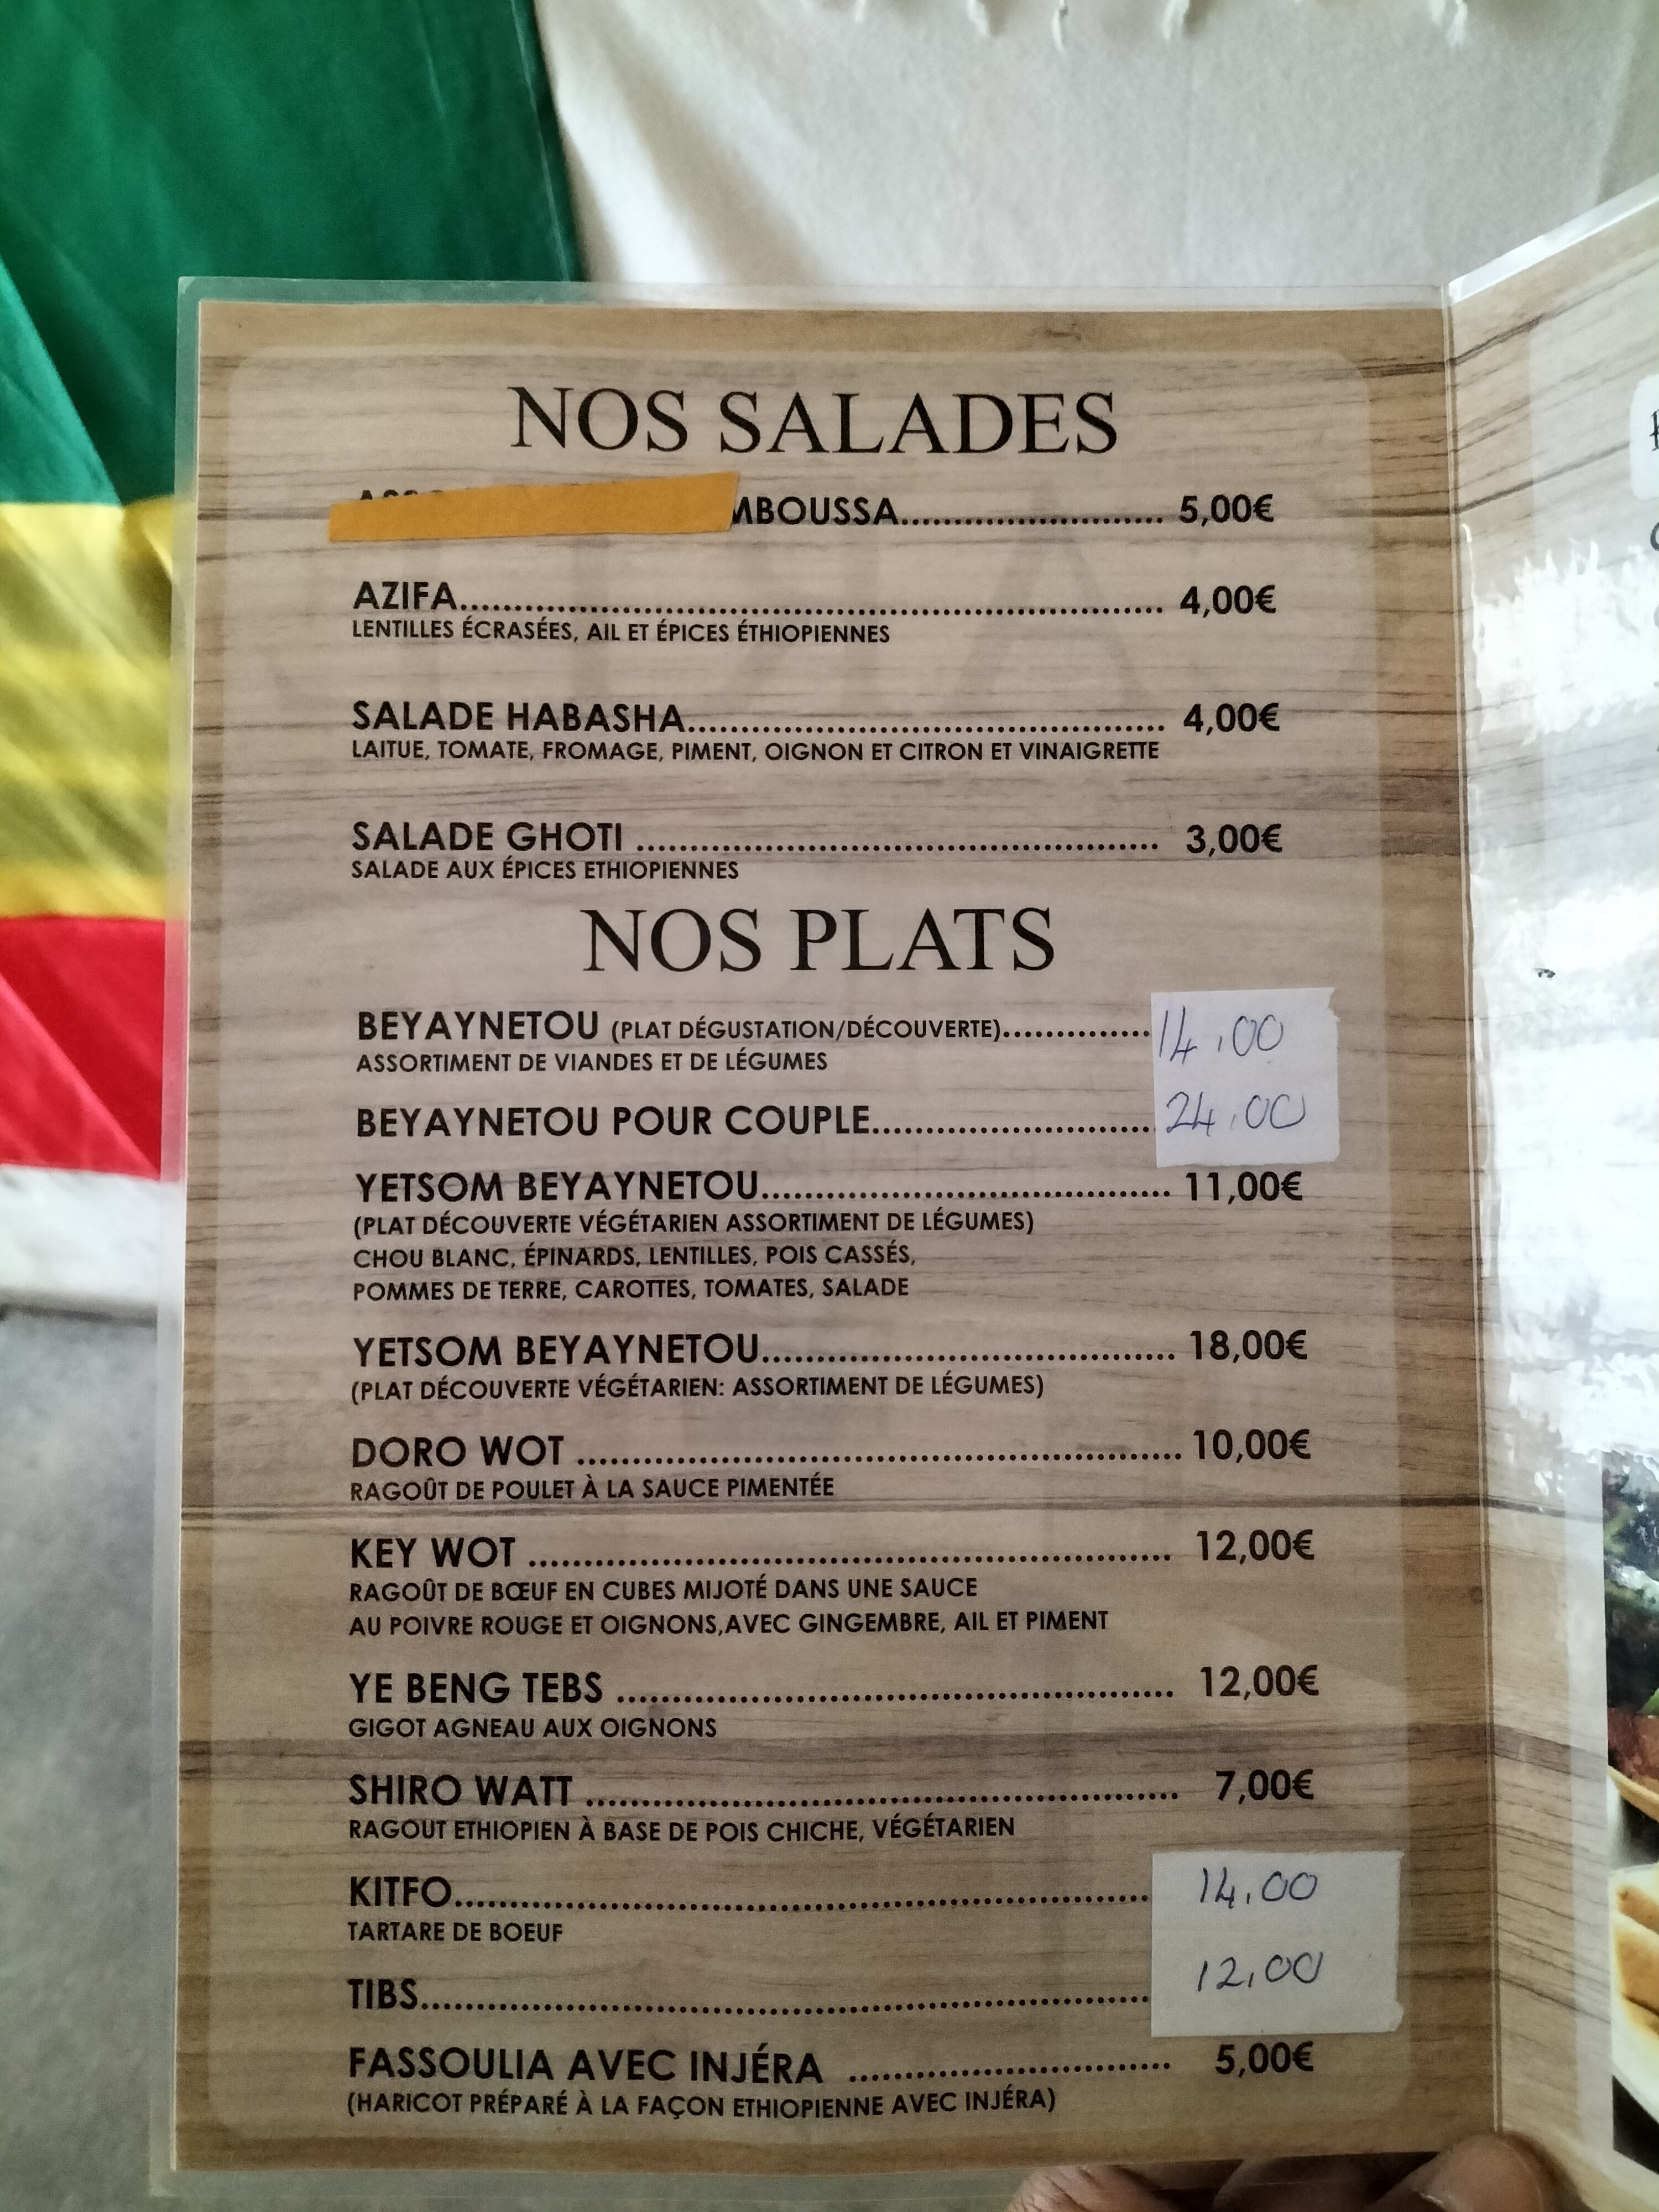 NOS SALADES
MBOUSSA........................ 5,00€
AZIFA................................................................ 4,00€
LENTILLES ÉCRASÉES, AIL ET ÉPICES ÉTHIOPIENNES
SALADE HABASHA........................................... 4,00€
LAITUE, TOMATE, FROMAGE, PIMENT, OIGNON ET CITRON ET VINAIGRETTE
SALADE GHOTI ............................................... 3,00€
SALADE AUX ÉPICES ETHIOPIENNES
NOS PLATS
BEYAYNETOU (PLAT DÉGUSTATION/DÉCOUVERTE)............. 14,00
ASSORTIMENT DE VIANDES ET DE LÉGUMES
BEYAYNETOU POUR COUPLE......................... 24,00
YETSOM BEYAYNETOU..................................... 11,00€
(PLAT DÉCOUVERTE VÉGÉTARIEN ASSORTIMENT DE LÉGUMES)
CHOU BLANC, ÉPINARDS, LENTILLES, POIS CASSÉS,
POMMES DE TERRE, CAROTTES, TOMATES, SALADE
YETSOM BEYAYNETOU..................................... 18,00€
(PLAT DÉCOUVERTE VÉGÉTARIEN: ASSORTIMENT DE LÉGUMES)
DORO WOT ...................................................... 10,00€
RAGOÛT DE POULET À LA SAUCE PIMENTÉE
KEY WOT .......................................................... 12,00€
RAGOÛT DE BŒUF EN CUBES MIJOTÉ DANS UNE SAUCE
AU POIVRE ROUGE ET OIGNONS,AVEC GINGEMBRE, AIL ET PIMENT
YE BENG TEBS .................................................. 12,00€
GIGOT AGNEAU AUX OIGNONS
SHIRO WATT ..................................................... 7,00€
RAGOUT ETHIOPIEN À BASE DE POIS CHICHE, VÉGÉTARIEN
KITFO.............................................................. 14,00
TARTARE DE BOEUF
TIBS................................................................. 12,00
FASSOULIA AVEC INJÉRA ............................. 5,00€
(HARICOT PRÉPARÉ À LA FAÇON ETHIOPIENNE AVEC INJÉRA)